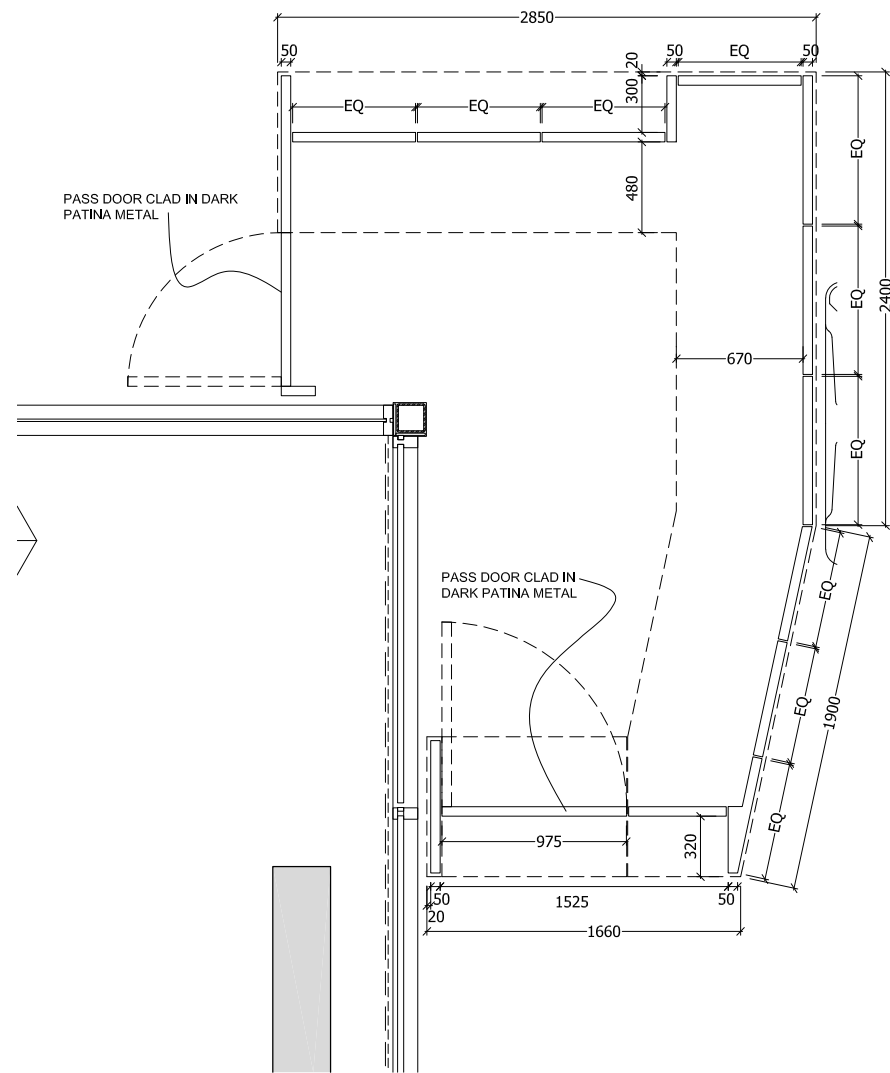 2850
50
20
50
EQ
50
300
EQ
EQ
EQ
EQ
480
PASS DOOR CLAD IN DARK
PATINA METAL
EQ
2400
670
EQ
PASS DOOR CLAD IN
DARK PATINA METAL
EQ
EQ
1900
EQ
975
320
50
1525
50
20
1660